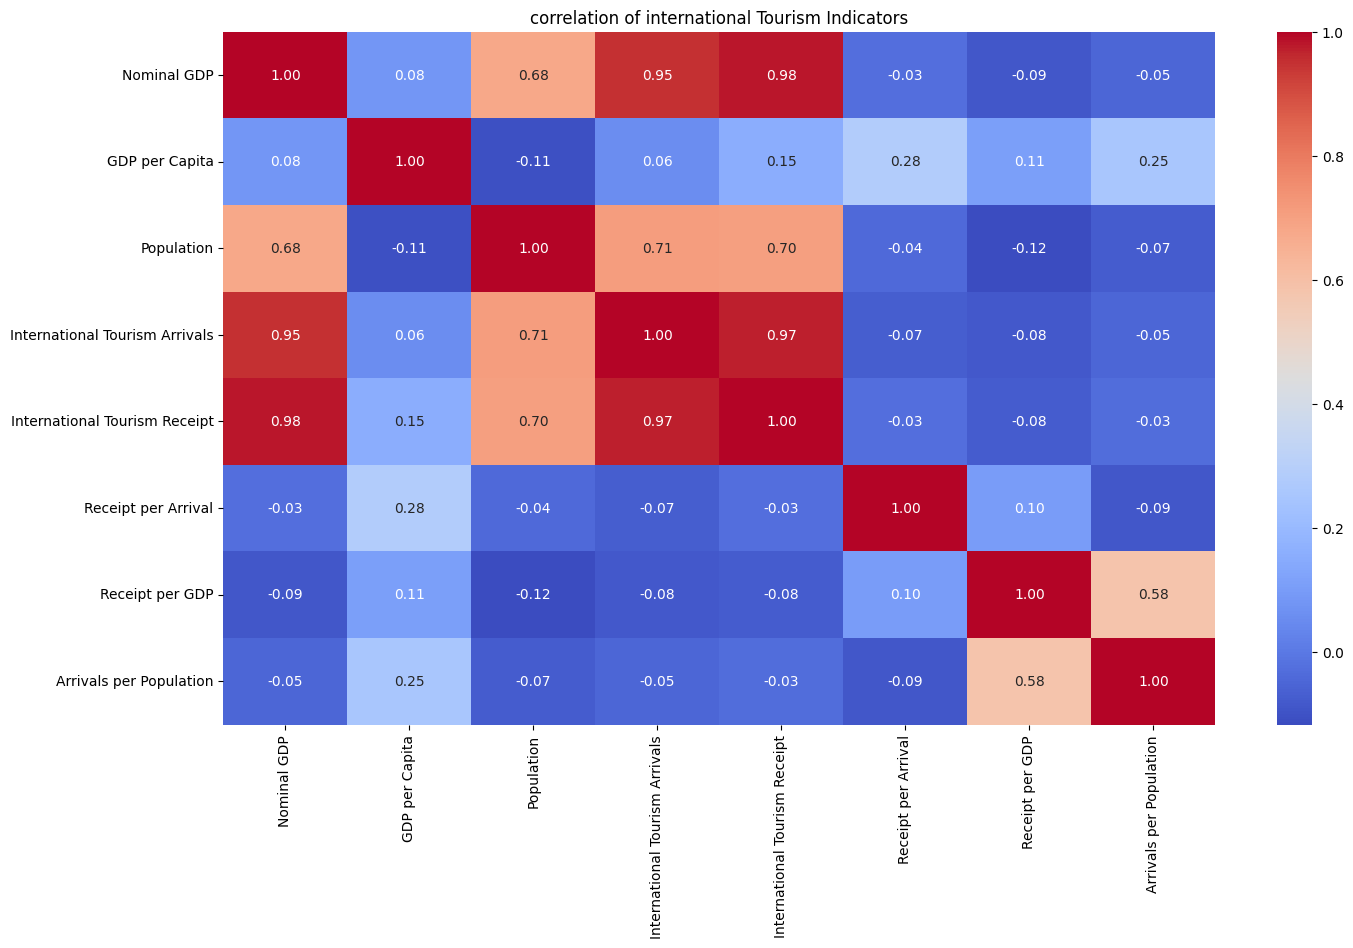 correlation of international Tourism Indicators
Nominal GDP 1.00 0.08 0.68 0.95 0.98 -0.03 -0.09 -0.05
GDP per Capita 0.08 1.00 -0.11 0.06 0.15 0.28 0.11 0.25
Population 0.68 -0.11 1.00 0.71 0.70 -0.04 -0.12 -0.07
International Tourism Arrivals 0.95 0.06 0.71 1.00 0.97 -0.07 -0.08 -0.05
International Tourism Receipt 0.98 0.15 0.70 0.97 1.00 -0.03 -0.08 -0.03
Receipt per Arrival -0.03 0.28 -0.04 -0.07 -0.03 1.00 0.10 -0.09
Receipt per GDP -0.09 0.11 -0.12 -0.08 -0.08 0.10 1.00 0.58
Arrivals per Population -0.05 0.25 -0.07 -0.05 -0.03 -0.09 0.58 1.00
Nominal GDP
GDP per Capita
Population
International Tourism Arrivals
International Tourism Receipt
Receipt per Arrival
Receipt per GDP
Arrivals per Population
1.0
0.8
0.6
0.4
0.2
0.0